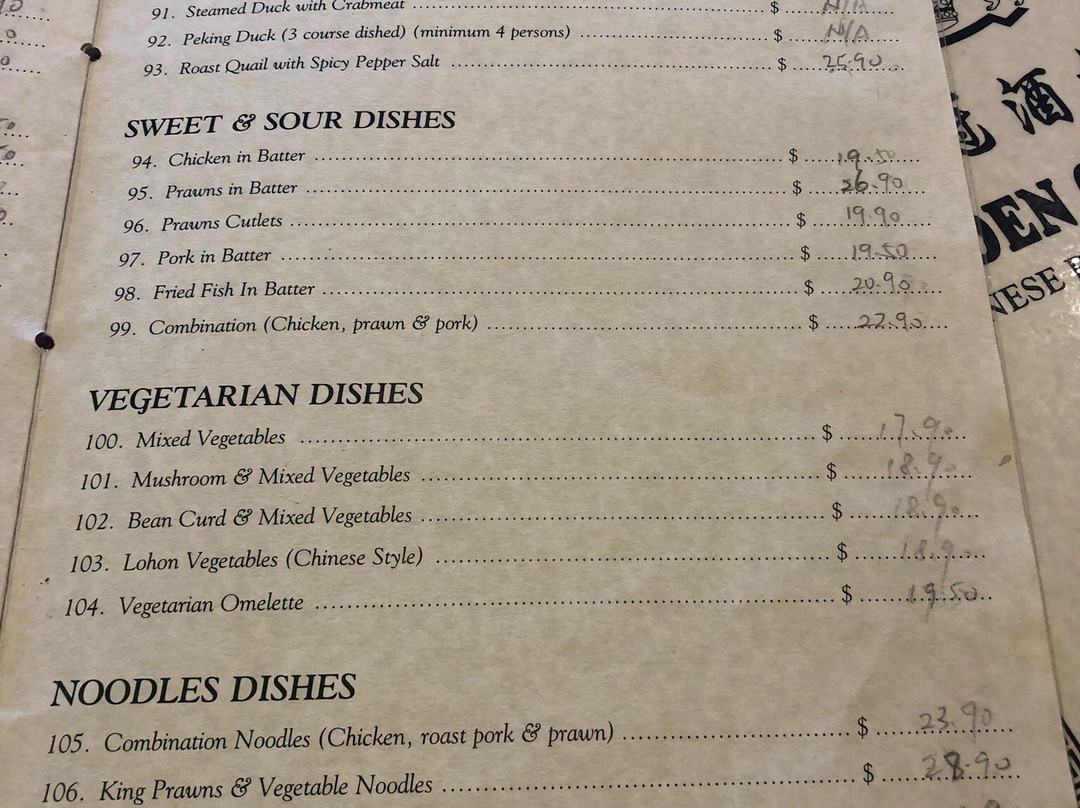 91. Steamed Duck with Crabmeat ........ $ N/A
92. Peking Duck (3 course dished) (minimum 4 persons) ........ $ N/A
93. Roast Quail with Spicy Pepper Salt ........ $ 25.90
SWEET & SOUR DISHES
94. Chicken in Batter ........ $ 19.50
95. Prawns in Batter ........ $ 26.90
96. Prawns Cutlets ........ $ 19.90
97. Pork in Batter ........ $ 19.50
98. Fried Fish In Batter ........ $ 20.90
99. Combination (Chicken, prawn & pork) ........ $ 22.90
VEGETARIAN DISHES
100. Mixed Vegetables ........ $ 17.90
101. Mushroom & Mixed Vegetables ........ $ 18.90
102. Bean Curd & Mixed Vegetables ........ $ 18.90
103. Lohon Vegetables (Chinese Style) ........ $ 18.90
104. Vegetarian Omelette ........ $ 19.50
NOODLES DISHES
105. Combination Noodles (Chicken, roast pork & prawn) ........ $ 23.90
106. King Prawns & Vegetable Noodles ........ $ 28.90
酒